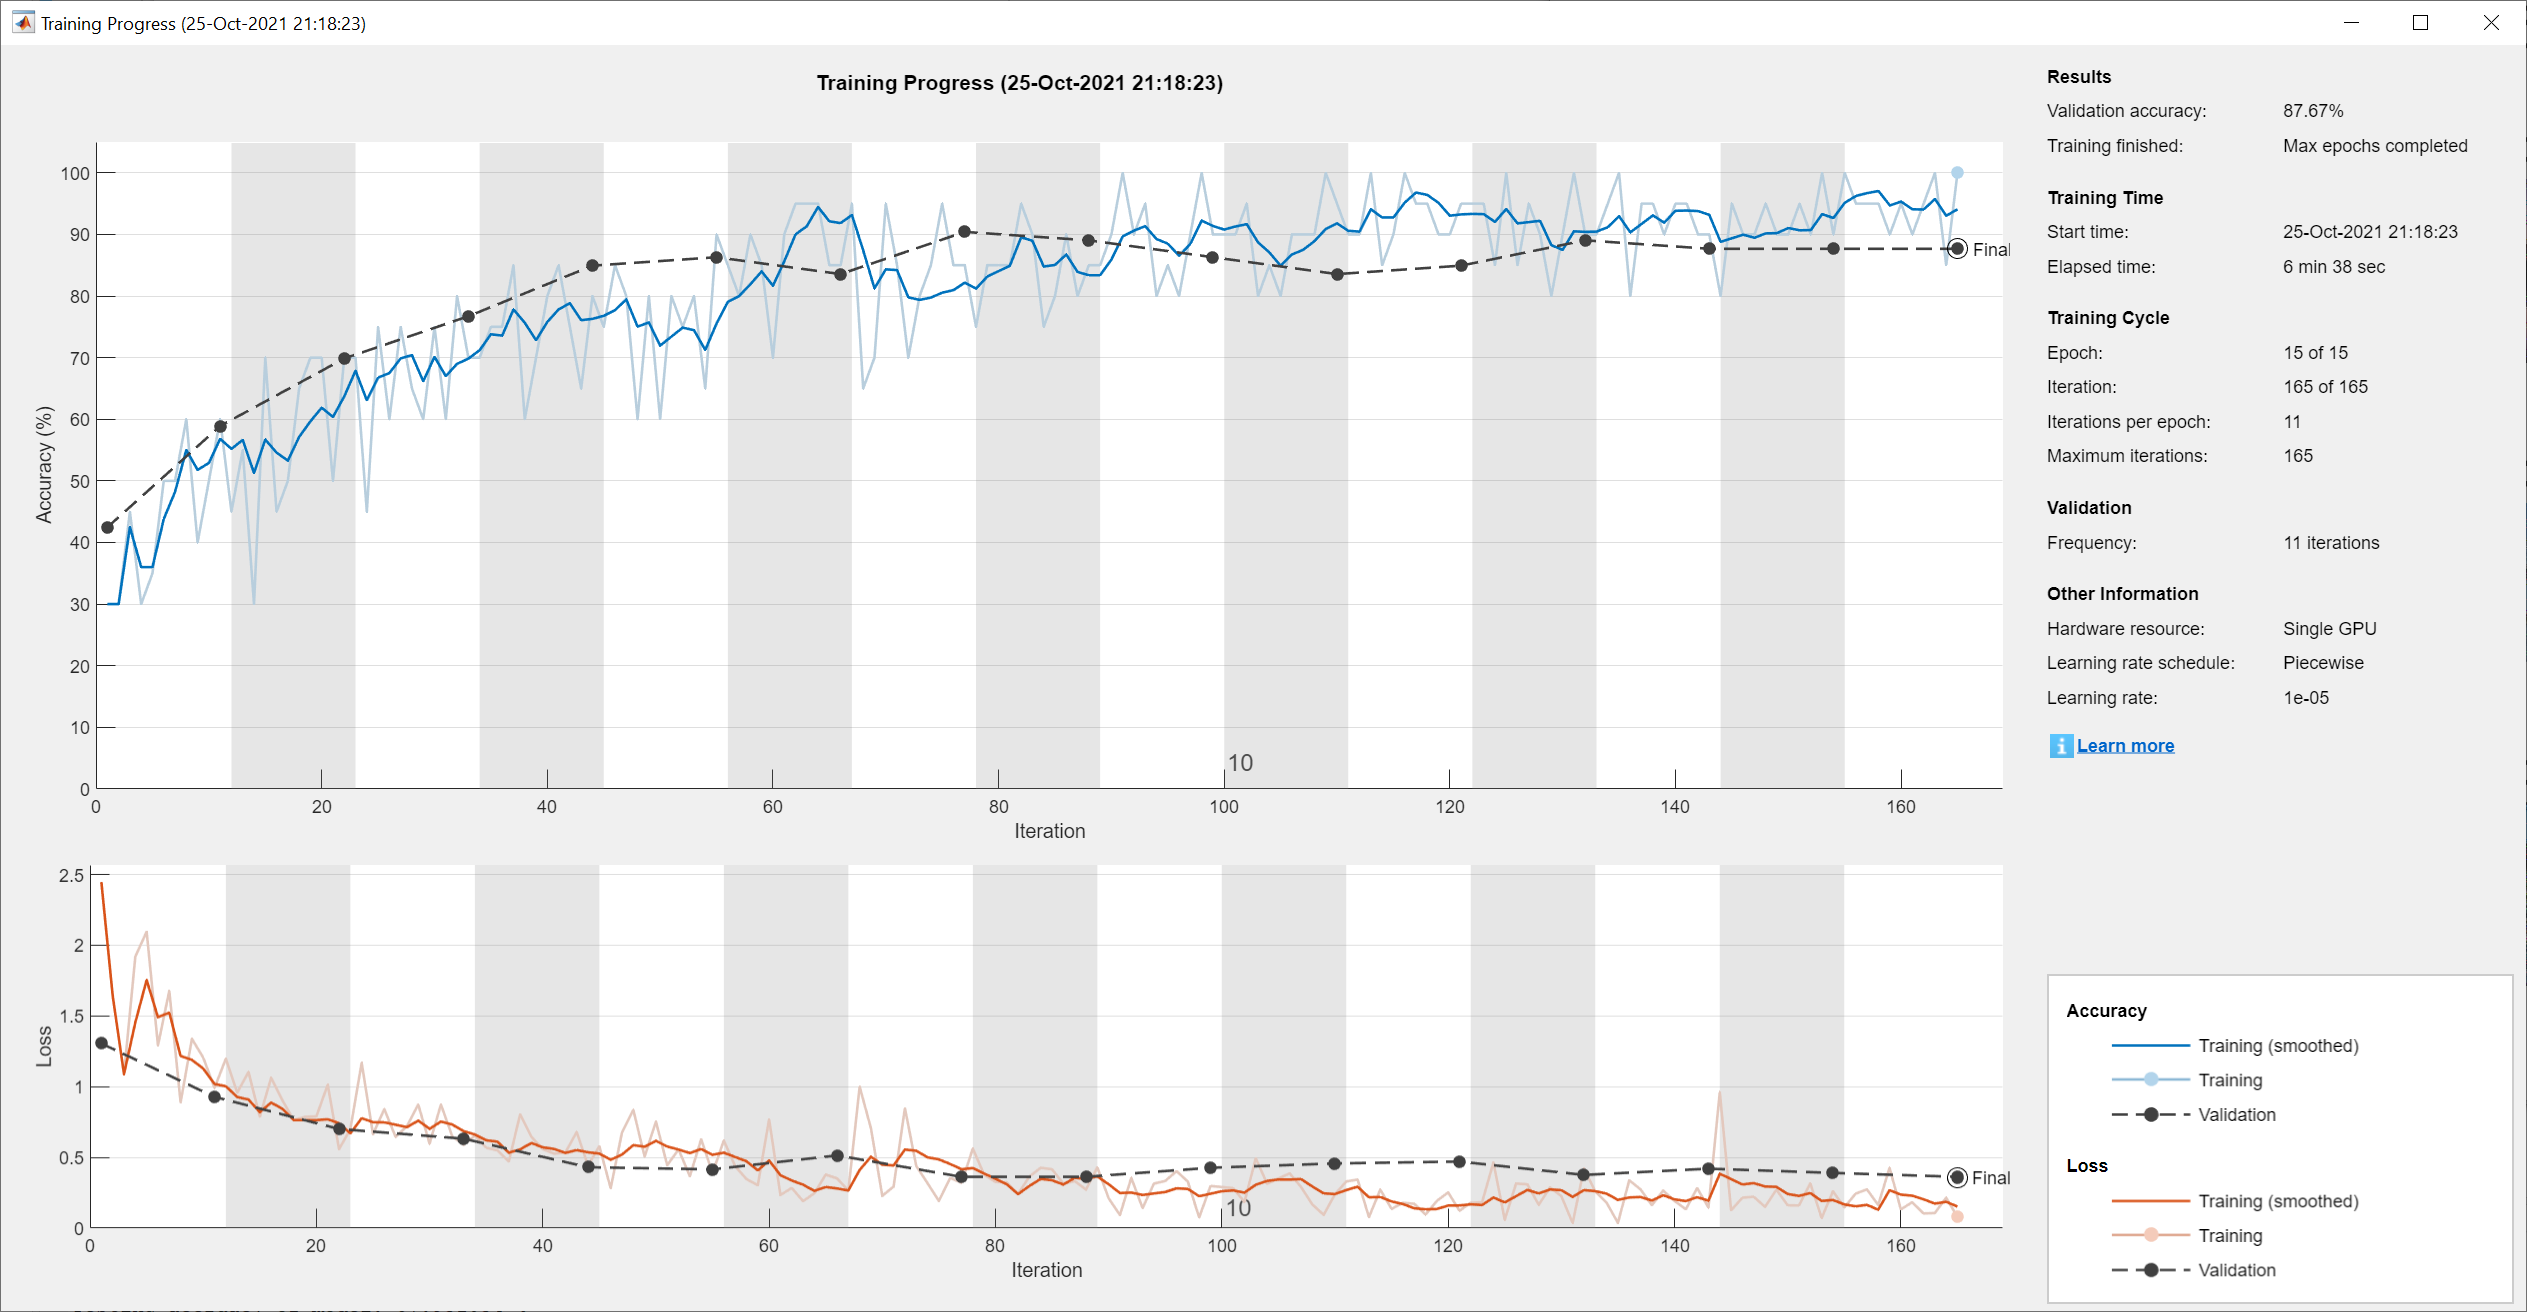 Training Progress (25-Oct-2021 21:18:23)
Training Progress (25-Oct-2021 21:18:23)
100
90
80
70
60
50
40
30
20
10
0
Accuracy (%)
Final
10
0 20 40 60 80 100 120 140 160
Iteration
2.5
2
1.5
1
0.5
0
Loss
Final
10
0 20 40 60 80 100 120 140 160
Iteration
Results
Validation accuracy: 87.67%
Training finished: Max epochs completed
Training Time
Start time: 25-Oct-2021 21:18:23
Elapsed time: 6 min 38 sec
Training Cycle
Epoch: 15 of 15
Iteration: 165 of 165
Iterations per epoch: 11
Maximum iterations: 165
Validation
Frequency: 11 iterations
Other Information
Hardware resource: Single GPU
Learning rate schedule: Piecewise
Learning rate: 1e-05
i Learn more
Accuracy
Training (smoothed)
Training
Validation
Loss
Training (smoothed)
Training
Validation